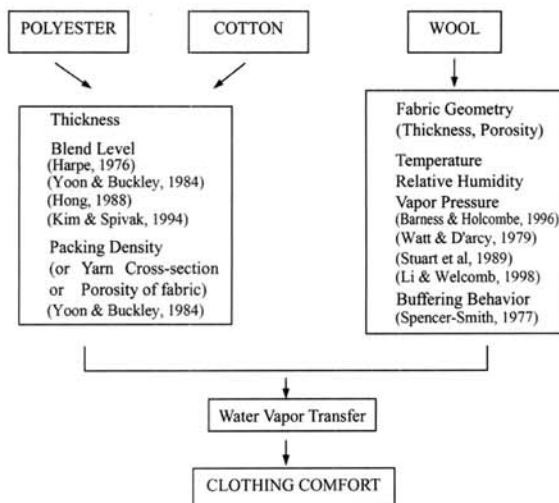 POLYESTER
COTTON
WOOL
Thickness
Blend Level
(Harpe, 1976)
(Yoon & Buckley, 1984)
(Hong, 1988)
(Kim & Spivak, 1994)
Packing Density
(or Yarn Cross-section
or Porosity of fabric)
(Yoon & Buckley, 1984)
Fabric Geometry
(Thickness, Porosity)
Temperature
Relative Humidity
Vapor Pressure
(Barness & Holcombe, 1996)
(Watt & D'arcy, 1979)
(Stuart et al, 1989)
(Li & Welcomb, 1998)
Buffering Behavior
(Spencer-Smith, 1977)
Water Vapor Transfer
CLOTHING COMFORT